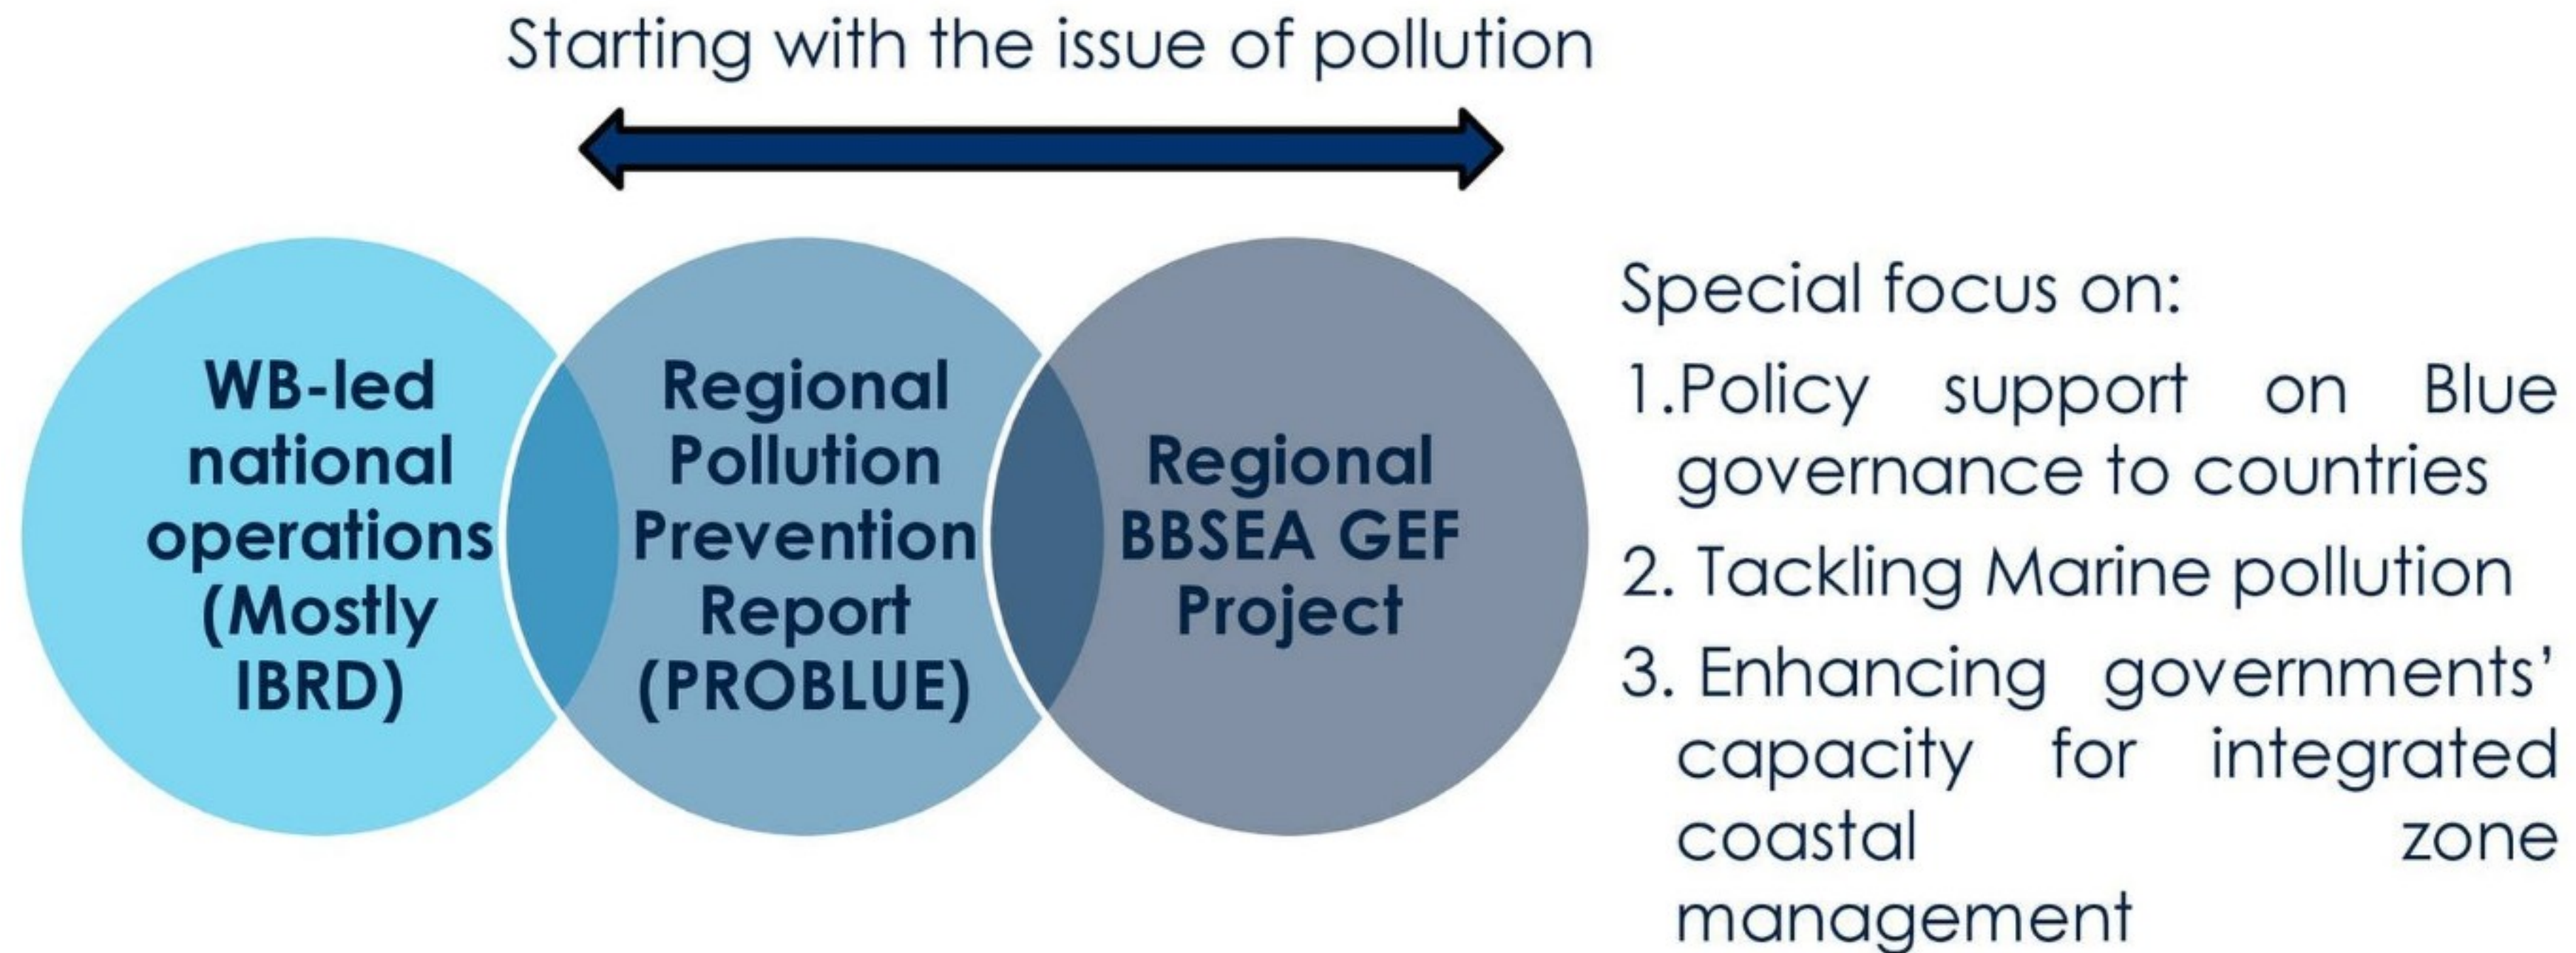 Starting with the issue of pollution
WB-led
national
operations
(Mostly
IBRD)
Regional
Pollution
Prevention
Report
(PROBLUE)
Regional
BBSEA GEF
Project
Special focus on:
1.Policy support on Blue
governance to countries
2. Tackling Marine pollution
3. Enhancing governments’
capacity for integrated
coastal zone
management